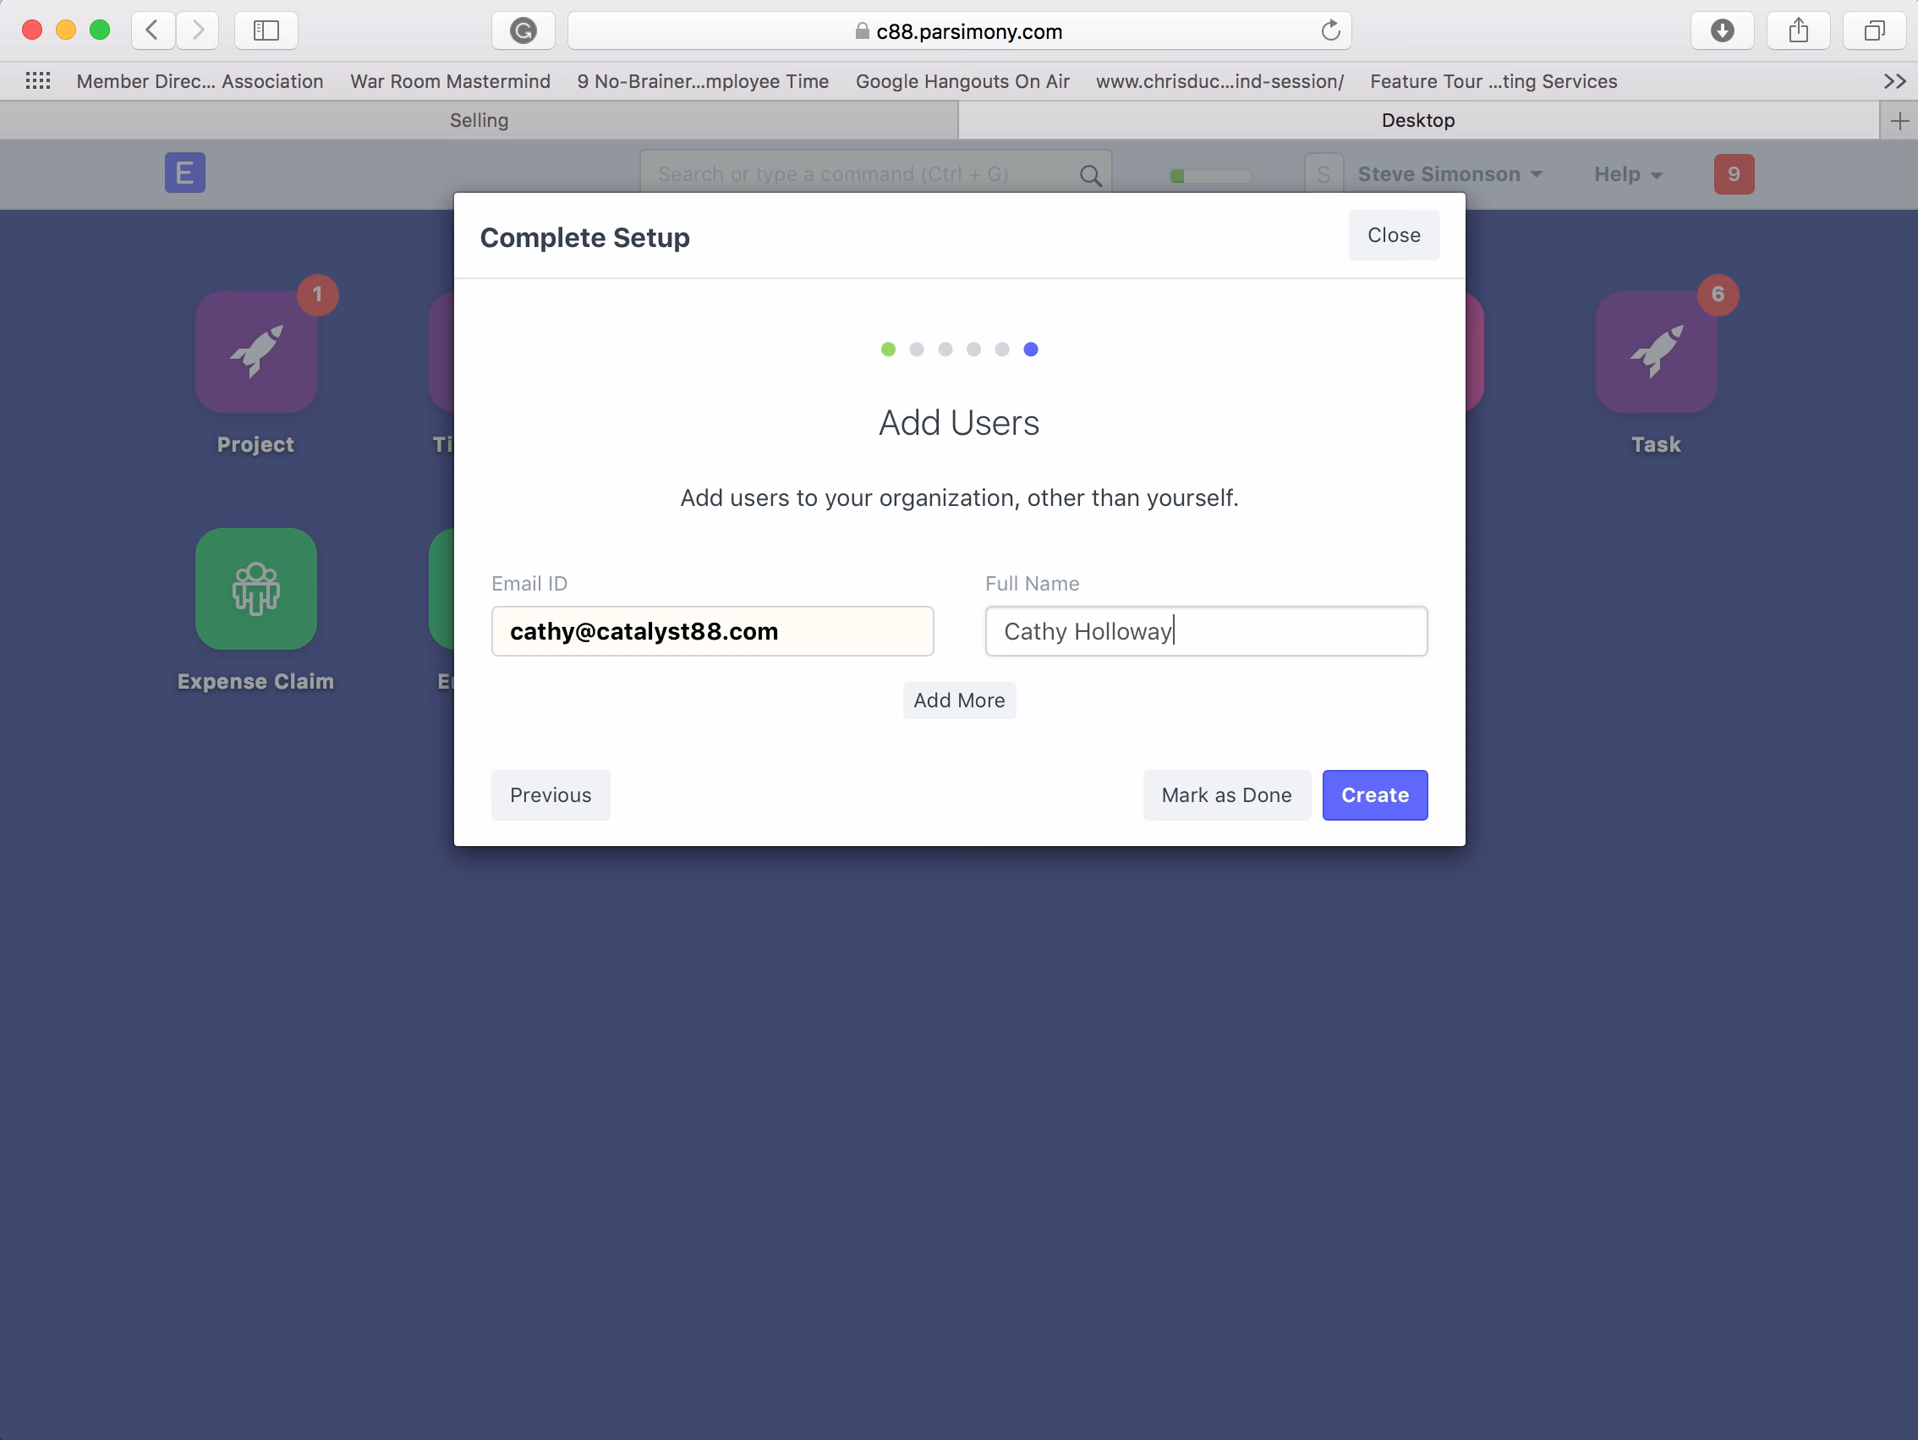 c88.parsimony.com
Member Direc... Association War Room Mastermind 9 No-Brainer...mployee Time Google Hangouts On Air www.chrisduc...ind-session/ Feature Tour ...ting Services
Selling Desktop
E Search or type a command (Ctrl + G) S Steve Simonson Help 9
Complete Setup Close
1 6
Add Users
Project Ti Task
Add users to your organization, other than yourself.
Email ID Full Name
cathy@catalyst88.com Cathy Holloway
Expense Claim
Add More
Previous Mark as Done Create